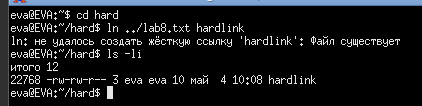 eva@EVA:~$ cd hard
eva@EVA:~/hard$ ln ../lab8.txt hardlink
ln: не удалось создать жёсткую ссылку 'hardlink': Файл существует
eva@EVA:~/hard$ ls -li
итого 12
22768 -rw-rw-r-- 3 eva eva 10 май  4 10:08 hardlink
eva@EVA:~/hard$